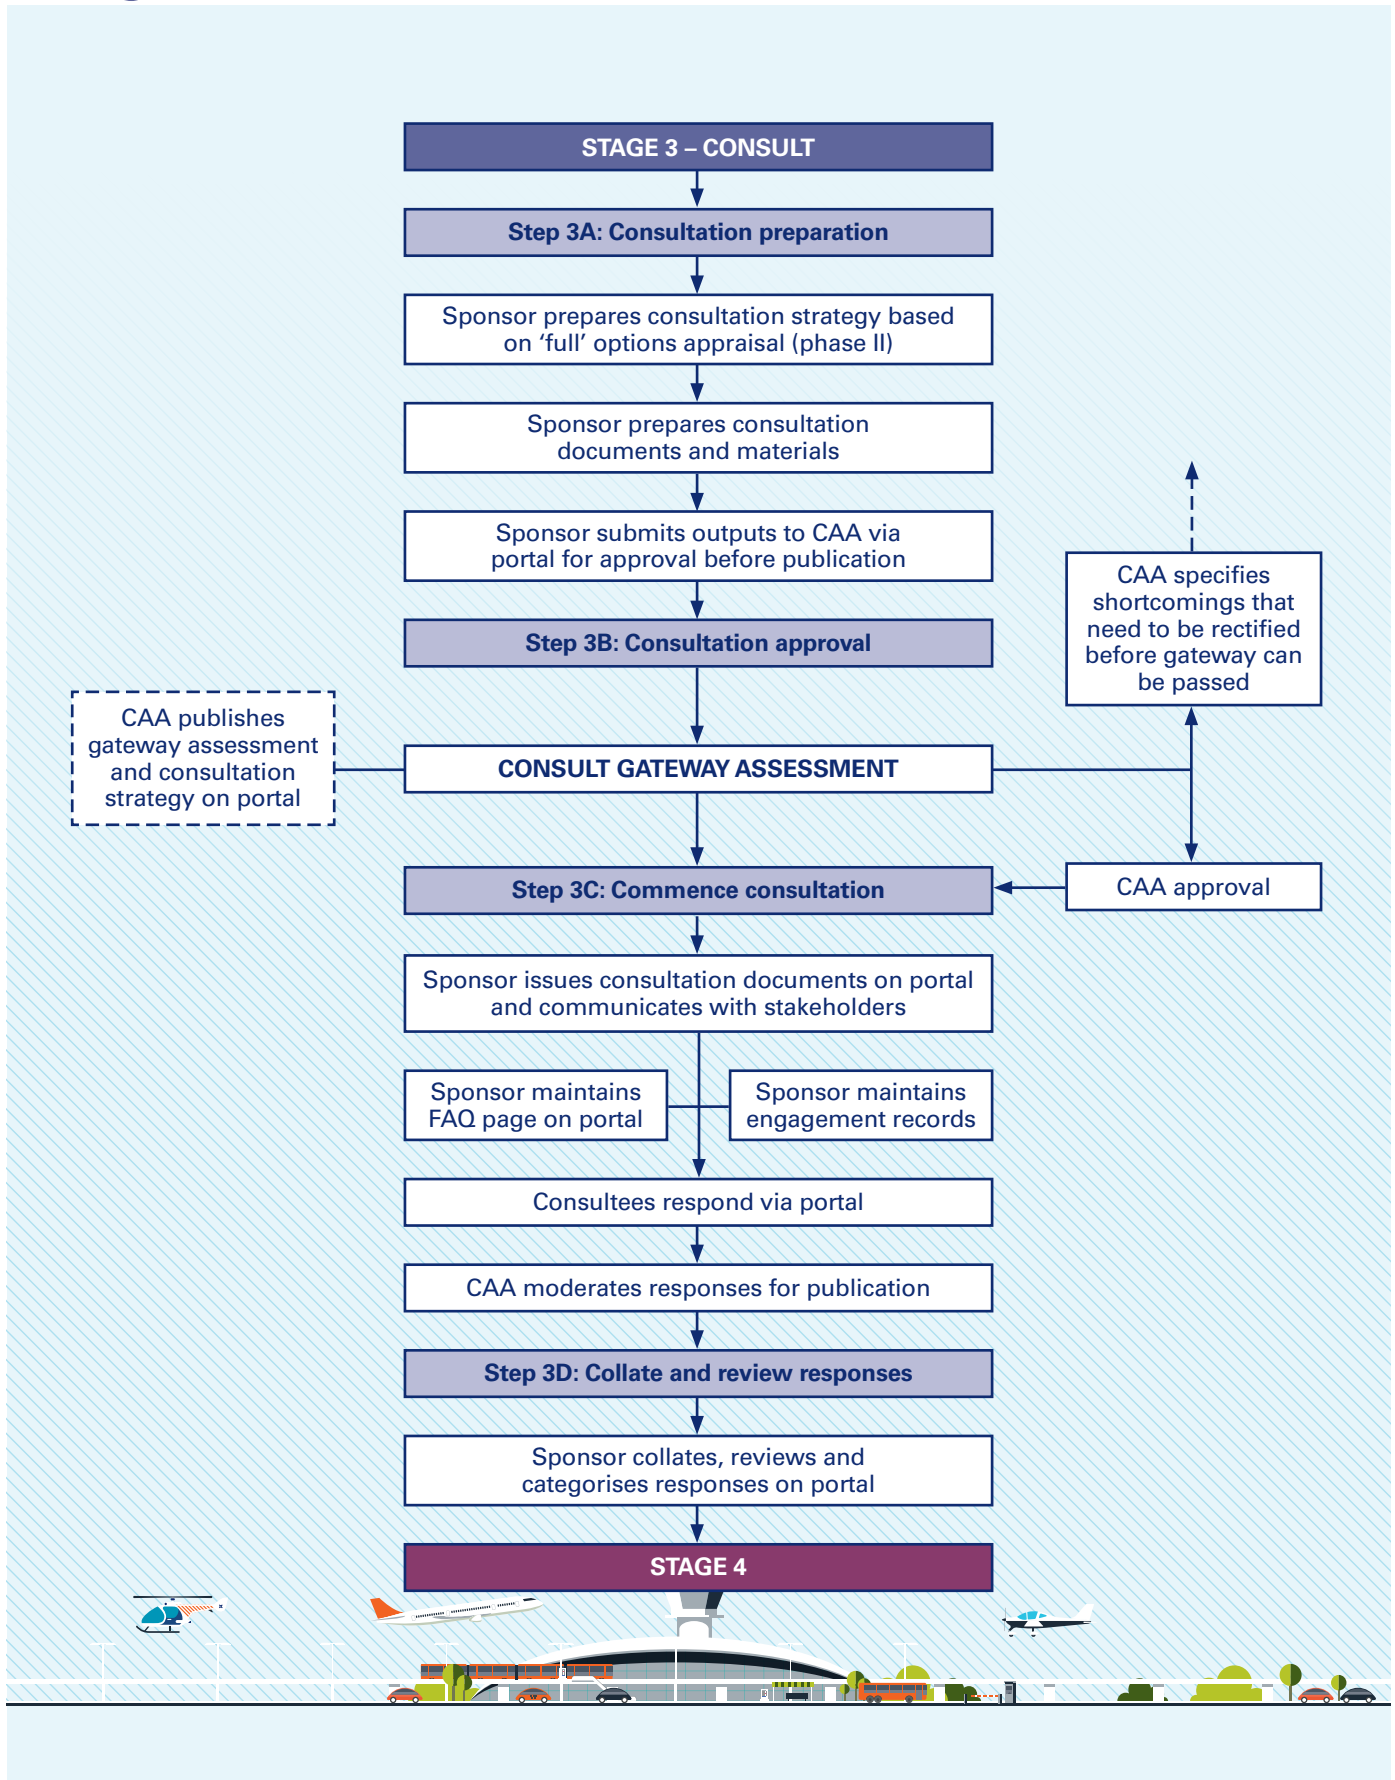 STAGE 3 – CONSULT
Step 3A: Consultation preparation
Sponsor prepares consultation strategy based
on ‘full’ options appraisal (phase II)
Sponsor prepares consultation
documents and materials
Sponsor submits outputs to CAA via
portal for approval before publication
CAA specifies
shortcomings that
need to be rectified
before gateway can
be passed
Step 3B: Consultation approval
CAA publishes
gateway assessment
and consultation
strategy on portal
CONSULT GATEWAY ASSESSMENT
Step 3C: Commence consultation
CAA approval
Sponsor issues consultation documents on portal
and communicates with stakeholders
Sponsor maintains
FAQ page on portal
Sponsor maintains
engagement records
Consultees respond via portal
CAA moderates responses for publication
Step 3D: Collate and review responses
Sponsor collates, reviews and
categorises responses on portal
STAGE 4